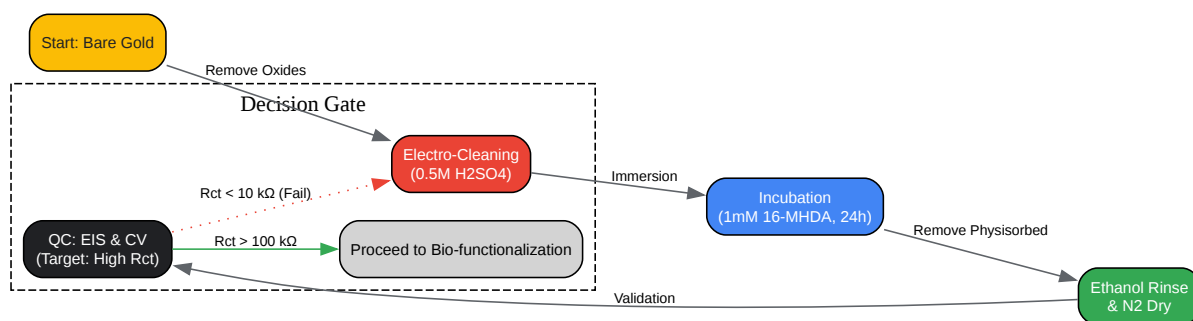 Start: Bare Gold
Remove Oxides
Decision Gate
Electro-Cleaning
(0.5M H2SO4)
Immersion
Incubation
(1mM 16-MHDA, 24h)
Rct < 10 kΩ (Fail)
QC: EIS & CV
(Target: High Rct)
Rct > 100 kΩ
Proceed to Bio-functionalization
Remove Physisorbed
Ethanol Rinse
& N2 Dry
Validation